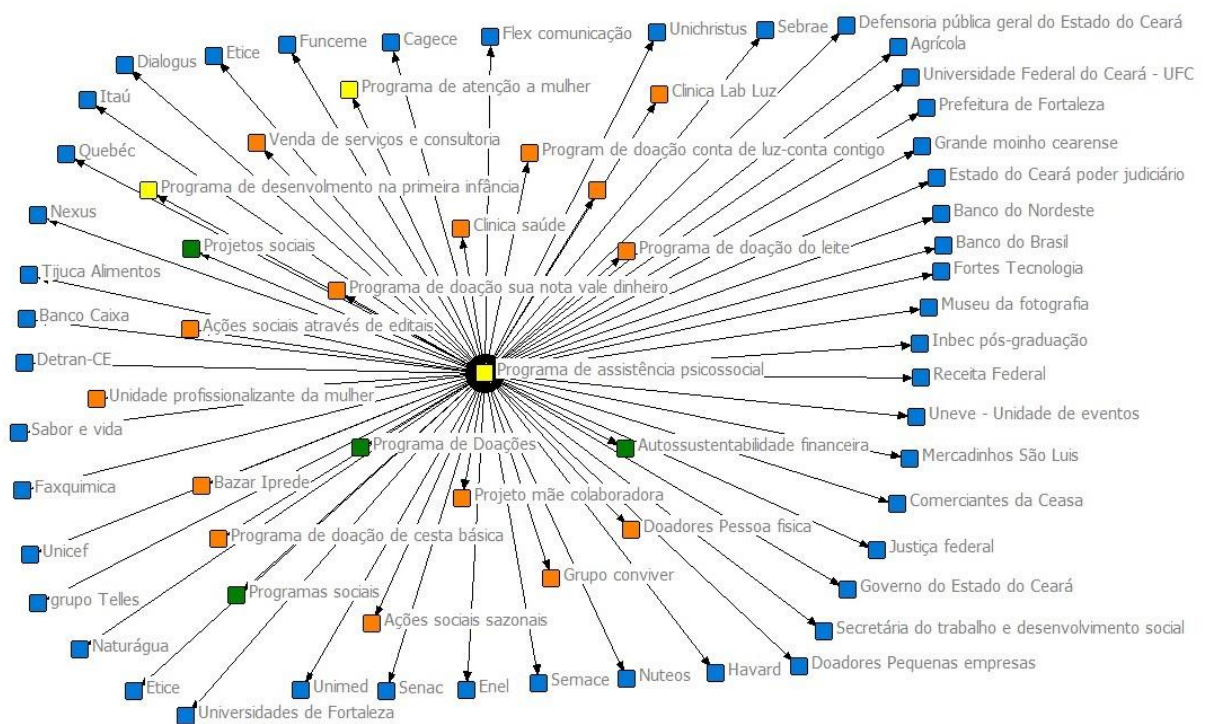 Defensoria pública geral do Estado do Ceará
Sebrae
Unichristus
Flex comunicação
Cagece
Funceme
Etice
Dialogus
Agrícola
Universidade Federal do Ceará - UFC
Programa de atenção a mulher
Clinica Lab Luz
Itaú
Prefeitura de Fortaleza
Venda de serviços e consultoria
Program de doação conta de luz-conta contigo
Grande moinho cearense
Quebéc
Estado do Ceará poder judiciário
Programa de desenvolmento na primeira infância
Nexus
Banco do Nordeste
Clinica saúde
Projetos sociais
Programa de doação do leite
Banco do Brasil
Tijuca Alimentos
Fortes Tecnologia
Programa de doação sua nota vale dinheiro
Museu da fotografia
Banco Caixa
Ações sociais através de editais
Inbec pós-graduação
Detran-CE
Programa de assistência psicossocial
Receita Federal
Unidade profissionalizante da mulher
Uneve - Unidade de eventos
Sabor e vida
Programa de Doações
Autossustentabilidade financeira
Mercadinhos São Luis
Faxquimica
Bazar Iprede
Projeto mãe colaboradora
Comerciantes da Ceasa
Doadores Pessoa fisica
Programa de doação de cesta básica
Unicef
Justiça federal
Grupo conviver
Governo do Estado do Ceará
grupo Telles
Programas sociais
Ações sociais sazonais
Secretária do trabalho e desenvolvimento social
Naturágua
Doadores Pequenas empresas
Havard
Nuteos
Semace
Enel
Senac
Unimed
Etice
Universidades de Fortaleza